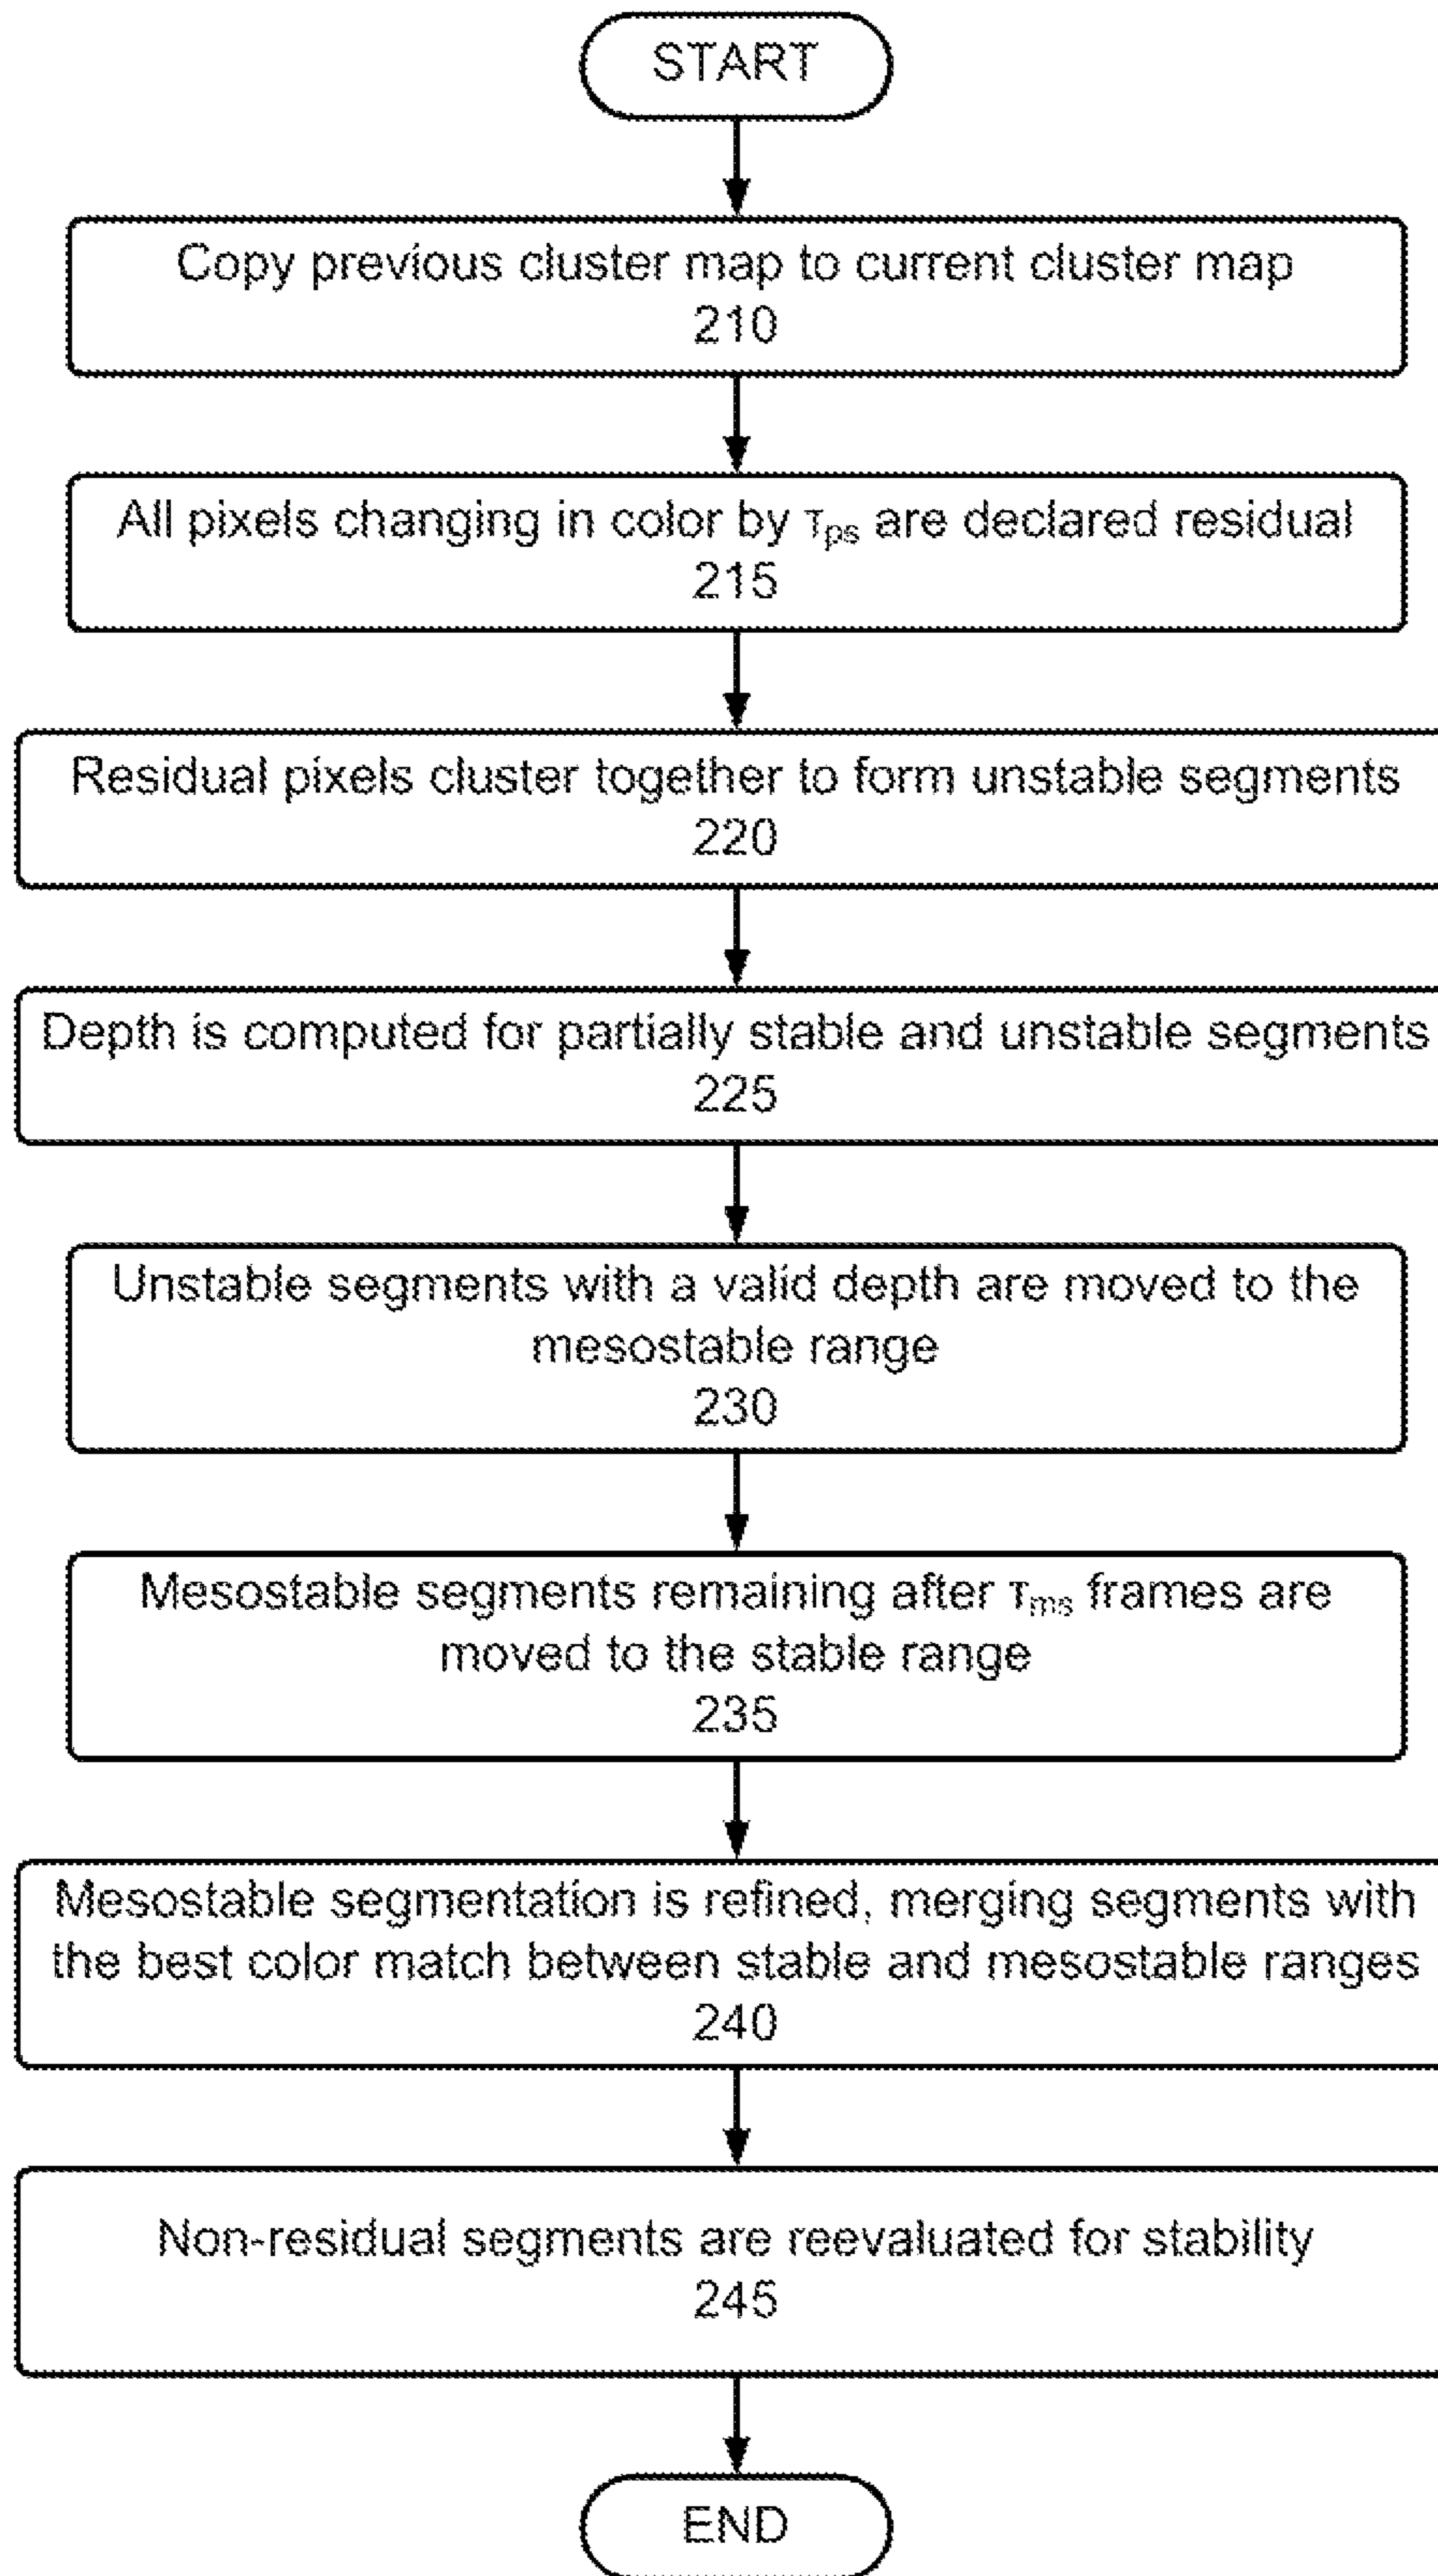 START
Copy previous cluster map to current cluster map
210
All pixels changing in color by τps are declared residual
215
Residual pixels cluster together to form unstable segments
220
Depth is computed for partially stable and unstable segments
225
Unstable segments with a valid depth are moved to the
mesostable range
230
Mesostable segments remaining after τms frames are
moved to the stable range
235
Mesostable segmentation is refined, merging segments with
the best color match between stable and mesostable ranges
240
Non-residual segments are reevaluated for stability
245
END